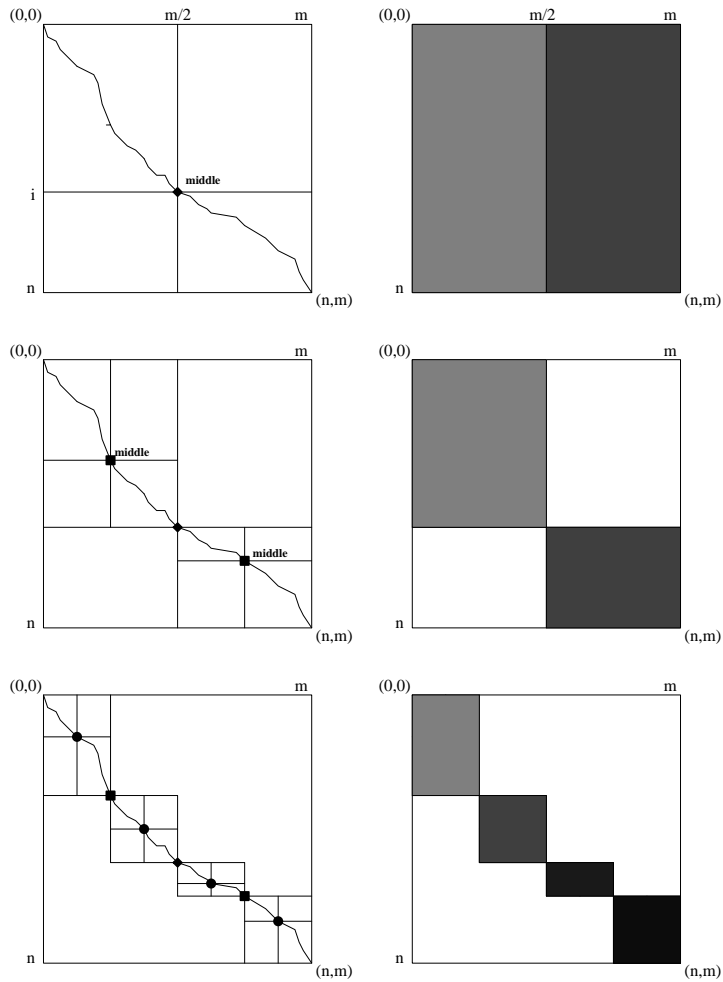 (0,0) m/2 m
middle
i
n
(n,m)
(0,0) m/2 m
n
(n,m)
(0,0) m
middle
middle
n
(n,m)
(0,0) m
n
(n,m)
(0,0) m
n
(n,m)
(0,0) m
n
(n,m)